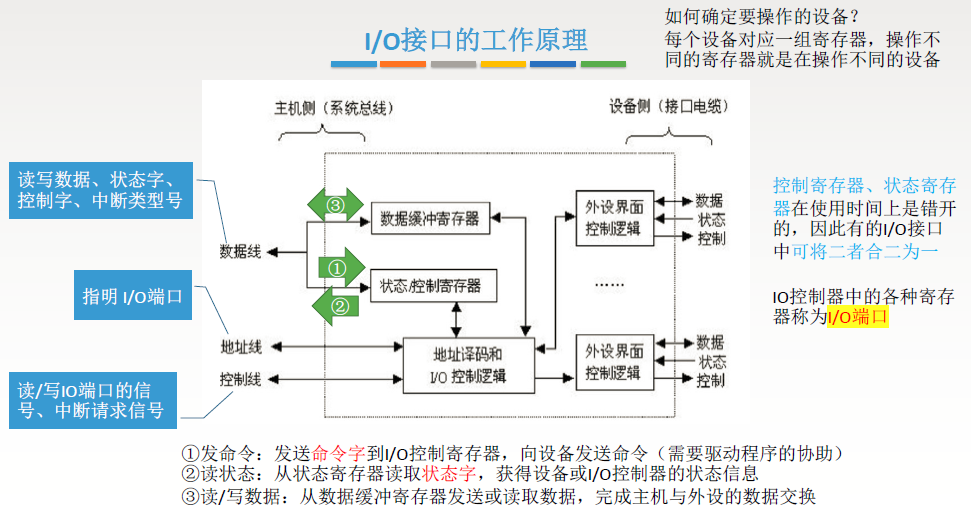 I/O接口的工作原理
如何确定要操作的设备？
每个设备对应一组寄存器，操作不
同的寄存器就是在操作不同的设备
主机侧（系统总线）
设备侧（接口电缆）
读写数据、状态字、
控制字、中断类型号
指明 I/O端口
读/写IO端口的信
号、中断请求信号
数据线
地址线
控制线
③
①
②
数据缓冲寄存器
状态/控制寄存器
地址译码和
I/O 控制逻辑
外设界面
控制逻辑
数据
状态
控制
……
外设界面
控制逻辑
数据
状态
控制
控制寄存器、状态寄存
器在使用时间上是错开
的，因此有的I/O接口
中可将二者合二为一
IO控制器中的各种寄存
器称为I/O端口
①发命令：发送命令字到I/O控制寄存器，向设备发送命令（需要驱动程序的协助）
②读状态：从状态寄存器读取状态字，获得设备或I/O控制器的状态信息
③读/写数据：从数据缓冲寄存器发送或读取数据，完成主机与外设的数据交换